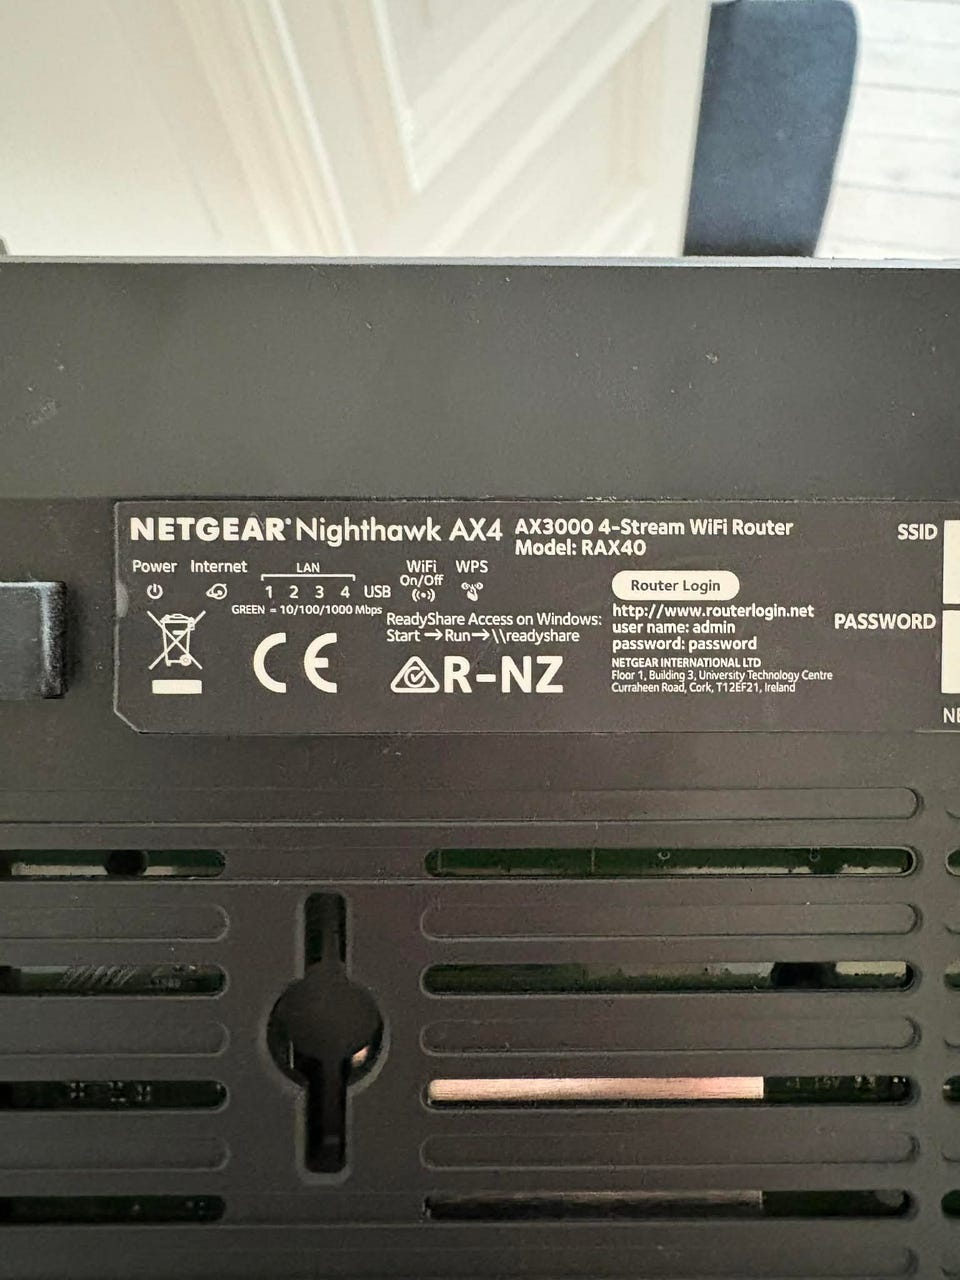 NETGEAR® Nighthawk AX4
AX3000 4-Stream WiFi Router
Model: RAX40
SSID
Power Internet LAN WiFi WPS
On/Off
1 2 3 4 USB
GREEN = 10/100/1000 Mbps
ReadyShare Access on Windows:
Start → Run → \\readyshare
CE
R-NZ
Router Login
http://www.routerlogin.net
user name: admin
password: password
NETGEAR INTERNATIONAL LTD
Floor 1, Building 3, University Technology Centre
Curraheen Road, Cork, T12EF21, Ireland
PASSWORD
NE